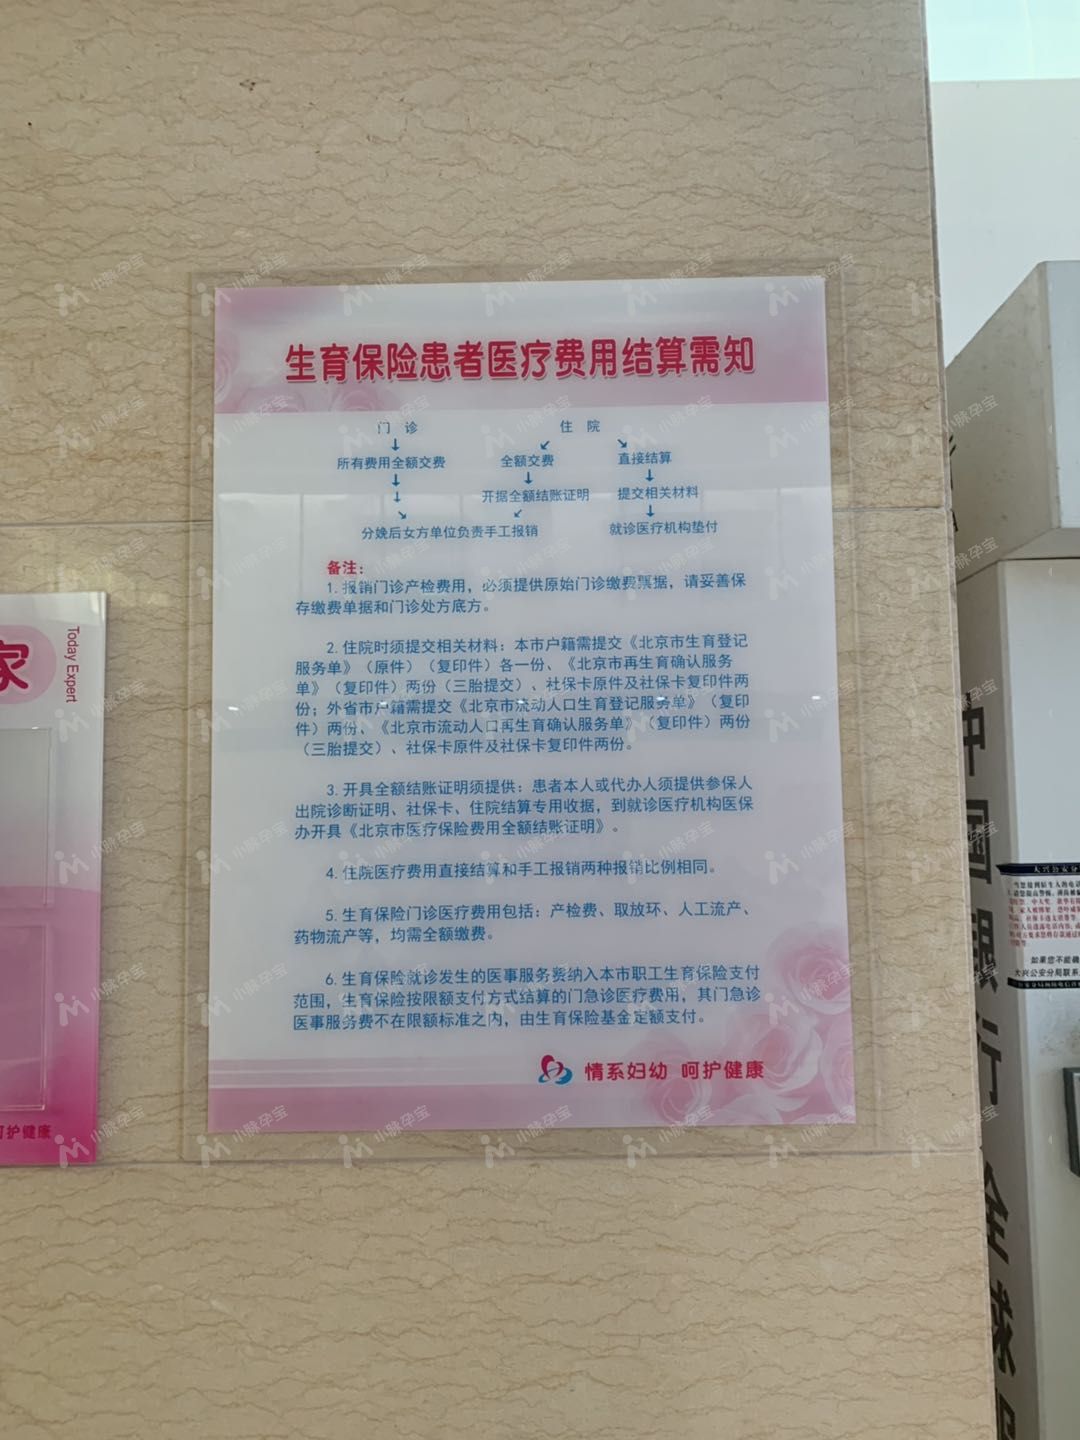 生育保险患者医疗费用结算需知
门 诊
住 院
↓
↙
↘
所有费用全额交费
全额交费
直接结算
↓
↓
↓
↓
开据全额结账证明
提交相关材料
↘
↙
↓
分娩后女方单位负责手工报销
就诊医疗机构垫付
备注：
1.报销门诊产检费用，必须提供原始门诊缴费票据，请妥善保
存缴费单据和门诊处方底方。
2.住院时须提交相关材料：本市户籍需提交《北京市生育登记
服务单》（原件）（复印件）各一份、《北京市再生育确认服务
单》（复印件）两份（三胎提交）、社保卡原件及社保卡复印件两
份；外省市户籍需提交《北京市流动人口生育登记服务单》（复印
件）两份、《北京市流动人口再生育确认服务单》（复印件）两份
（三胎提交）、社保卡原件及社保卡复印件两份。
3.开具全额结账证明须提供：患者本人或代办人须提供参保人
出院诊断证明、社保卡、住院结算专用收据，到就诊医疗机构医保
办开具《北京市医疗保险费用全额结账证明》。
4.住院医疗费用直接结算和手工报销两种报销比例相同。
5.生育保险门诊医疗费用包括：产检费、取放环、人工流产、
药物流产等，均需全额缴费。
6.生育保险就诊发生的医事服务费纳入本市职工生育保险支付
范围，生育保险按限额支付方式结算的门急诊医疗费用，其门急诊
医事服务费不在限额标准之内，由生育保险基金定额支付。
情系妇幼 呵护健康
家
Today Expert
呵护健康
中国银行 全球服
如果您不能确
大兴公安分局联系
小脉孕宝